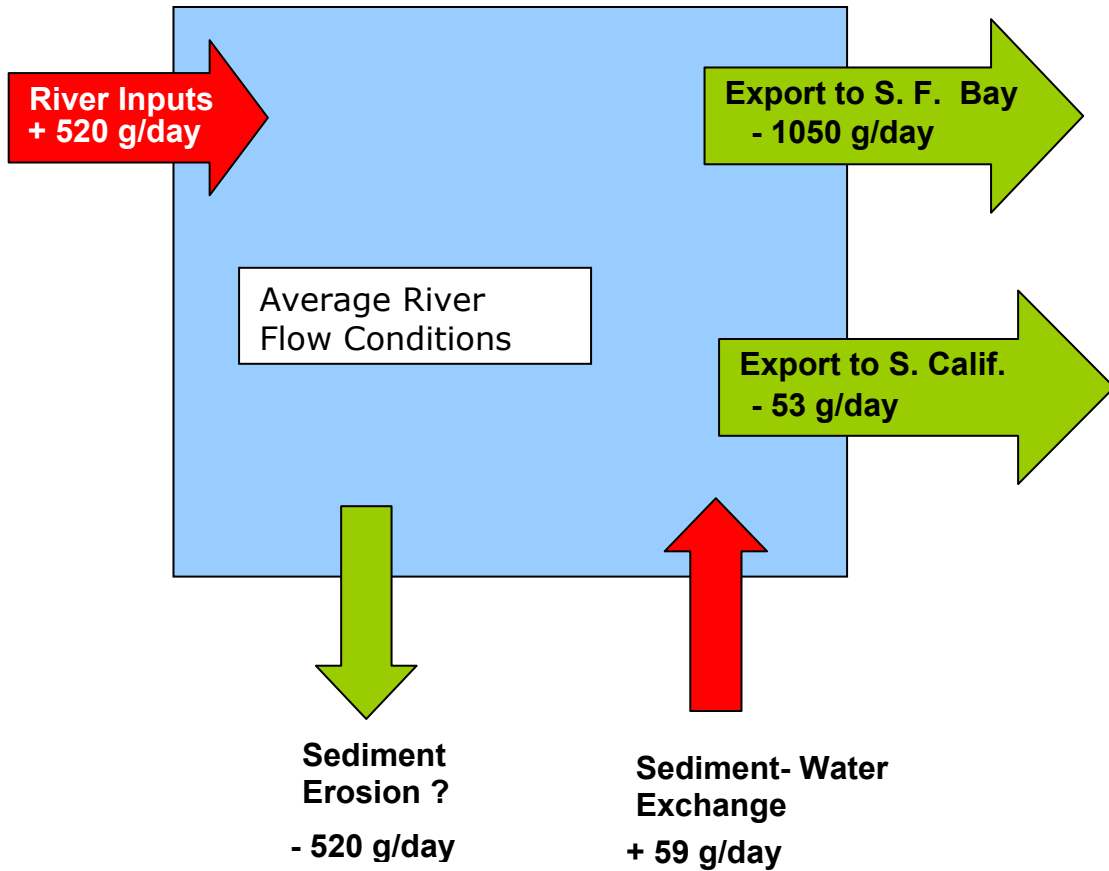 River Inputs
+ 520 g/day
Export to S. F. Bay
- 1050 g/day
Average River
Flow Conditions
Export to S. Calif.
- 53 g/day
Sediment
Erosion ?
- 520 g/day
Sediment- Water
Exchange
+ 59 g/day